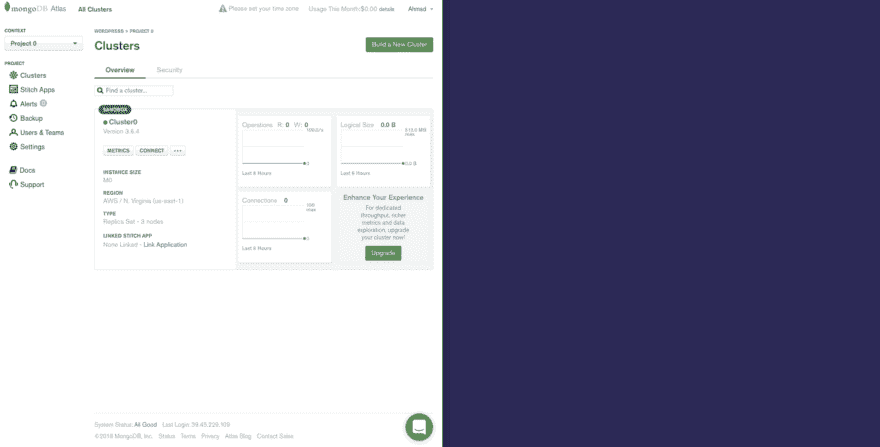 mongoDB Atlas
All Clusters
Please set your time zone
Usage This Month:$0.00 details
Ahmad
CONTEXT
Project 0
PROJECT
Clusters
Stitch Apps
Alerts
Backup
Users & Teams
Settings
Docs
Support
WORDPRESS > PROJECT 0
Clusters
Build a New Cluster
Overview
Security
Find a cluster...
SANDBOX
Cluster0
Version 3.6.4
METRICS
CONNECT
...
INSTANCE SIZE
M0
REGION
AWS / N. Virginia (us-east-1)
TYPE
Replica Set - 3 nodes
LINKED STITCH APP
None Linked - Link Application
Operations R: 0 W: 0
100.0/s
0
Last 6 Hours
Logical Size 0.0 B
512.0 MB
max
0.0 B
Last 6 Hours
Connections 0
100
max
0
Last 6 Hours
Enhance Your Experience
For dedicated
throughput, richer
metrics and data
exploration, upgrade
your cluster now!
Upgrade
System Status: All Good Last Login: 39.45.226.109
©2018 MongoDB, Inc. Status Terms Privacy Atlas Blog Contact Sales